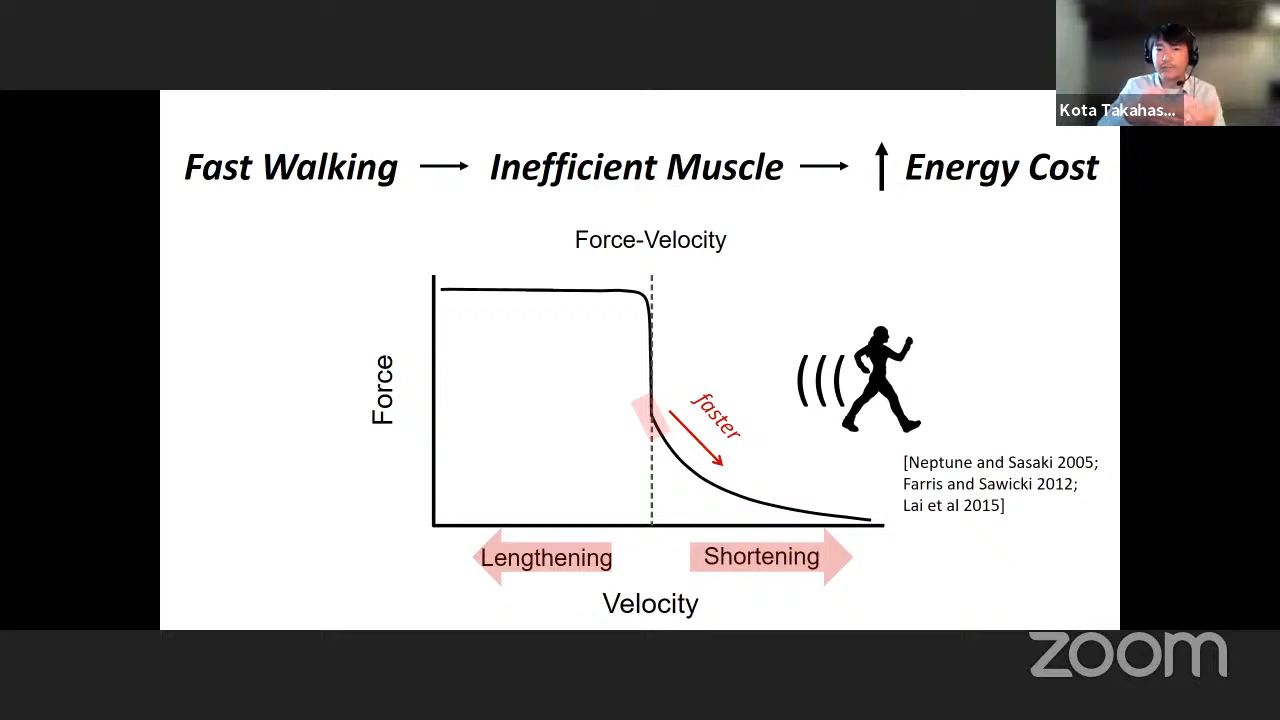 Kota Takahas...
Fast Walking → Inefficient Muscle → ↑ Energy Cost
Force-Velocity
Force
faster
[Neptune and Sasaki 2005;
Farris and Sawicki 2012;
Lai et al 2015]
Lengthening
Shortening
Velocity
zoom